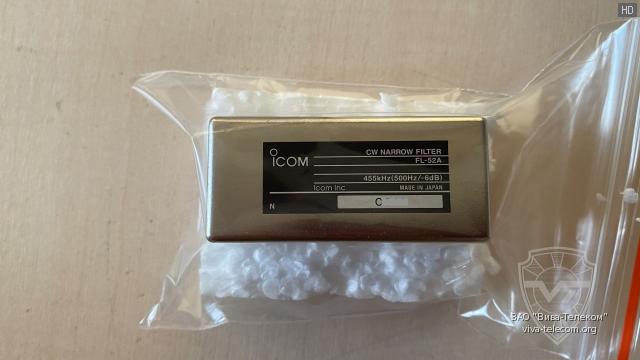 HD
ICOM
CW NARROW FILTER
FL-52A
455kHz(500Hz/-6dB)
Icom Inc.
MADE IN JAPAN
N
C
ЗАО "Вива-Телеком"
viva-telecom.org